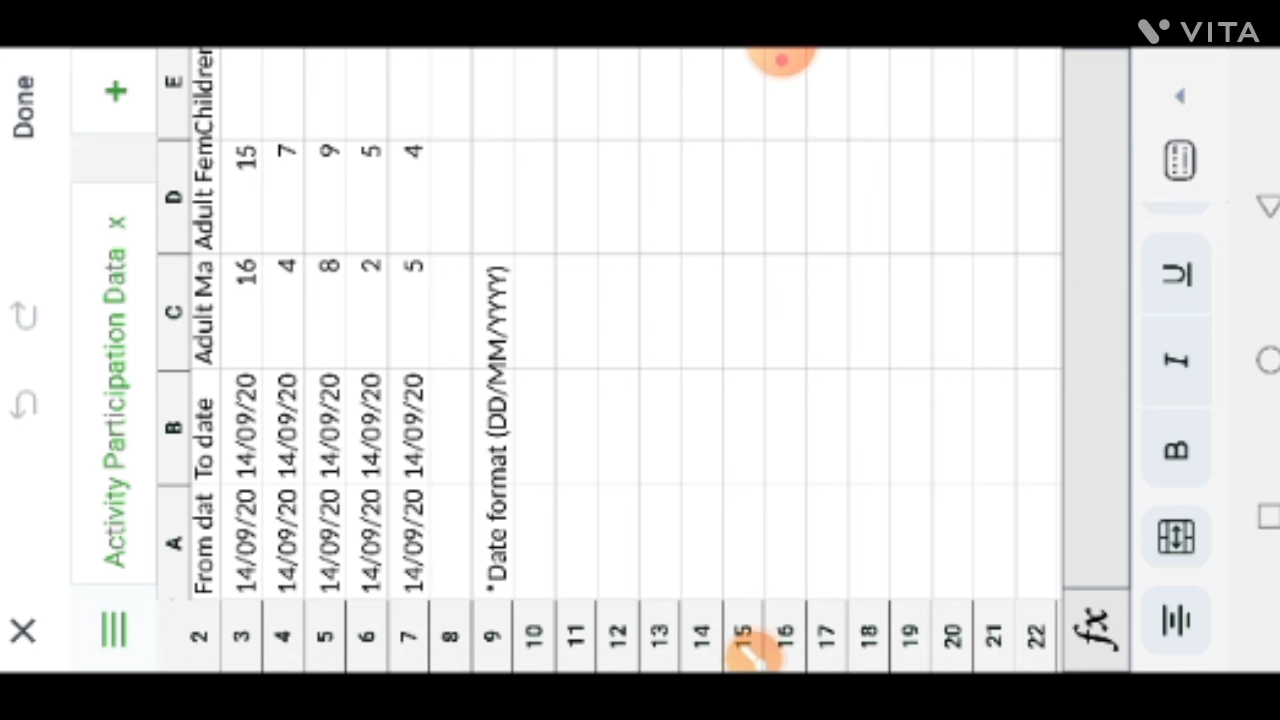 VITA
Done
Activity Participation Data x +
A B C D E
2 From dat To date Adult Ma Adult Fem Children
3 14/09/20 14/09/20 16 15
4 14/09/20 14/09/20 4 7
5 14/09/20 14/09/20 8 9
6 14/09/20 14/09/20 2 5
7 14/09/20 14/09/20 5 4
8
9 *Date format (DD/MM/YYYY)
10
11
12
13
14
15
16
17
18
19
20
21
22
fx
B I U